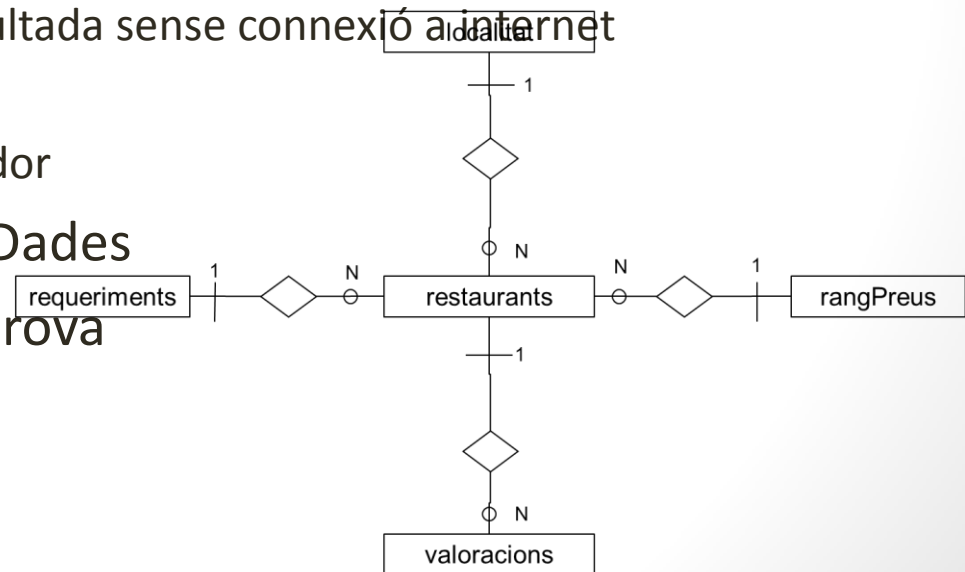 ultada sense connexió a internet
localitat
1
dor
N
Dades
requeriments
1
N
restaurants
N
1
rangPreus
rova
1
N
valoracions